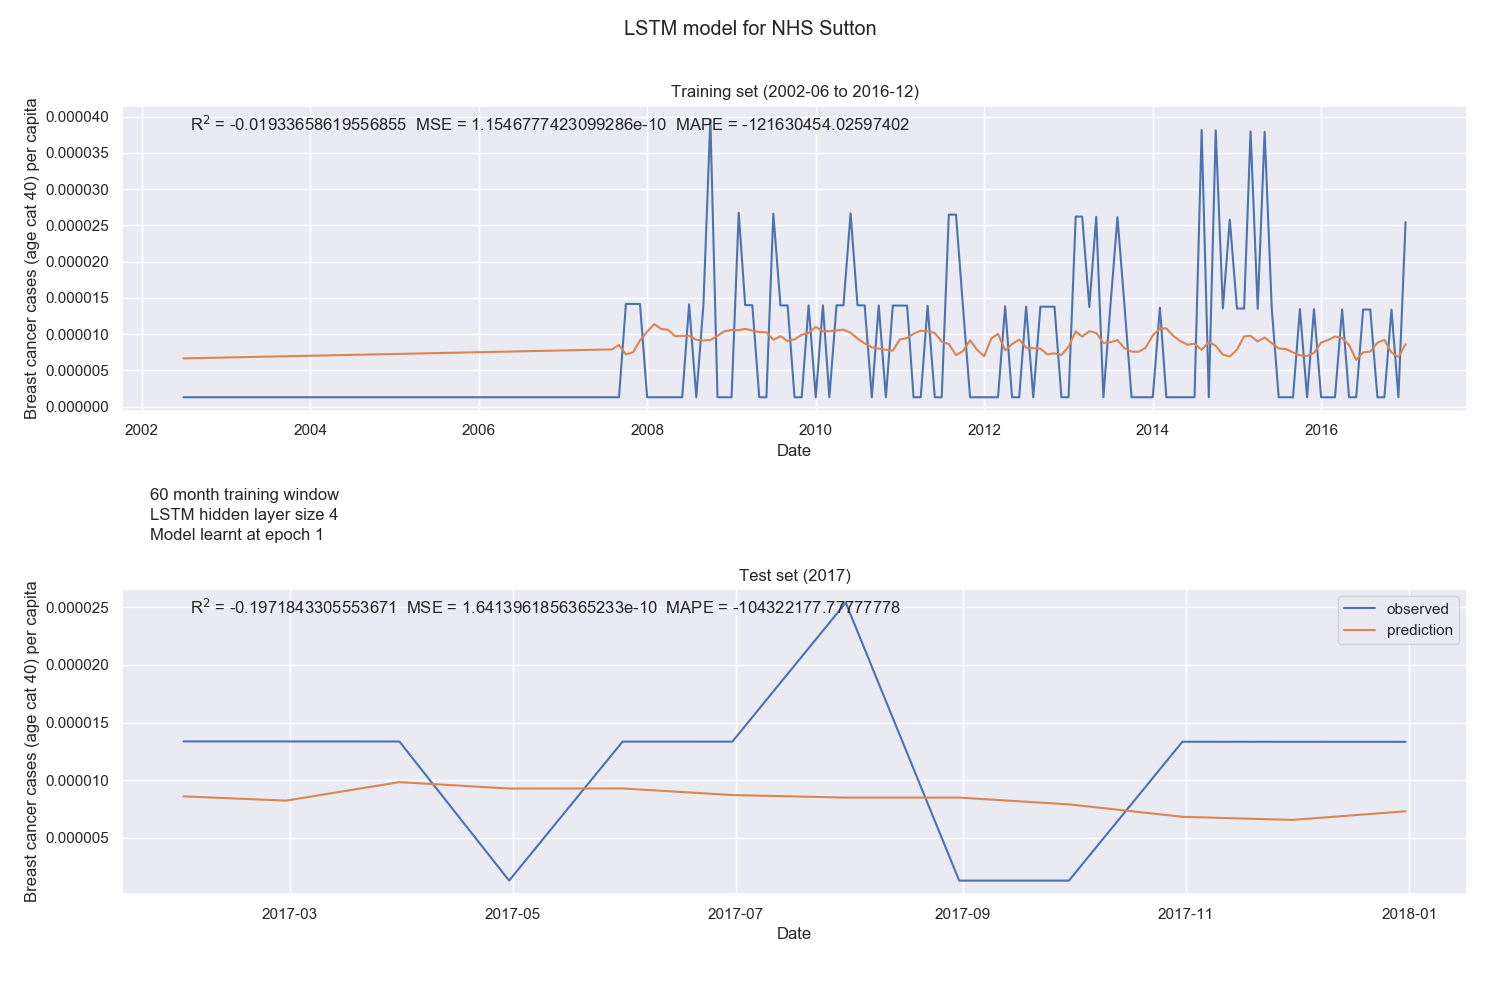 LSTM model for NHS Sutton
Training set (2002-06 to 2016-12)
R² = -0.01933658619556855 MSE = 1.1546777423099286e-10 MAPE = -121630454.02597402
Breast cancer cases (age cat 40) per capita
0.000040
0.000035
0.000030
0.000025
0.000020
0.000015
0.000010
0.000005
0.000000
2002 2004 2006 2008 2010 2012 2014 2016
Date
60 month training window
LSTM hidden layer size 4
Model learnt at epoch 1
Test set (2017)
R² = -0.1971843305553671 MSE = 1.6413961856365233e-10 MAPE = -104322177.77777778
observed
prediction
Breast cancer cases (age cat 40) per capita
0.000025
0.000020
0.000015
0.000010
0.000005
2017-03 2017-05 2017-07 2017-09 2017-11 2018-01
Date